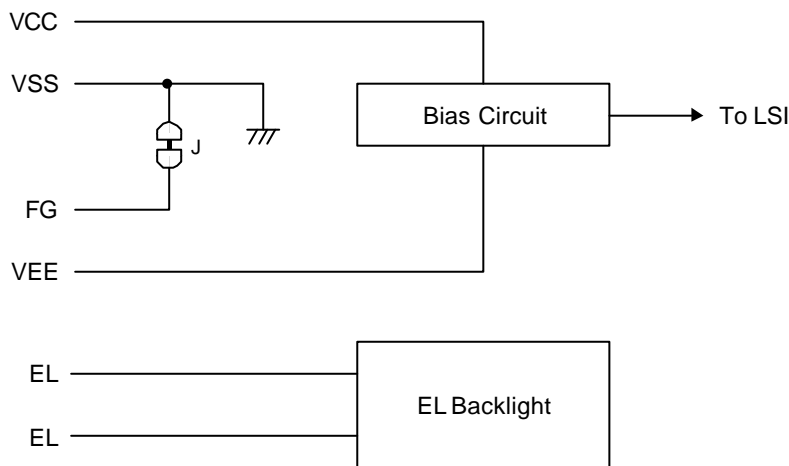 VCC
VSS
Bias Circuit
To LSI
J
FG
VEE
EL
EL Backlight
EL